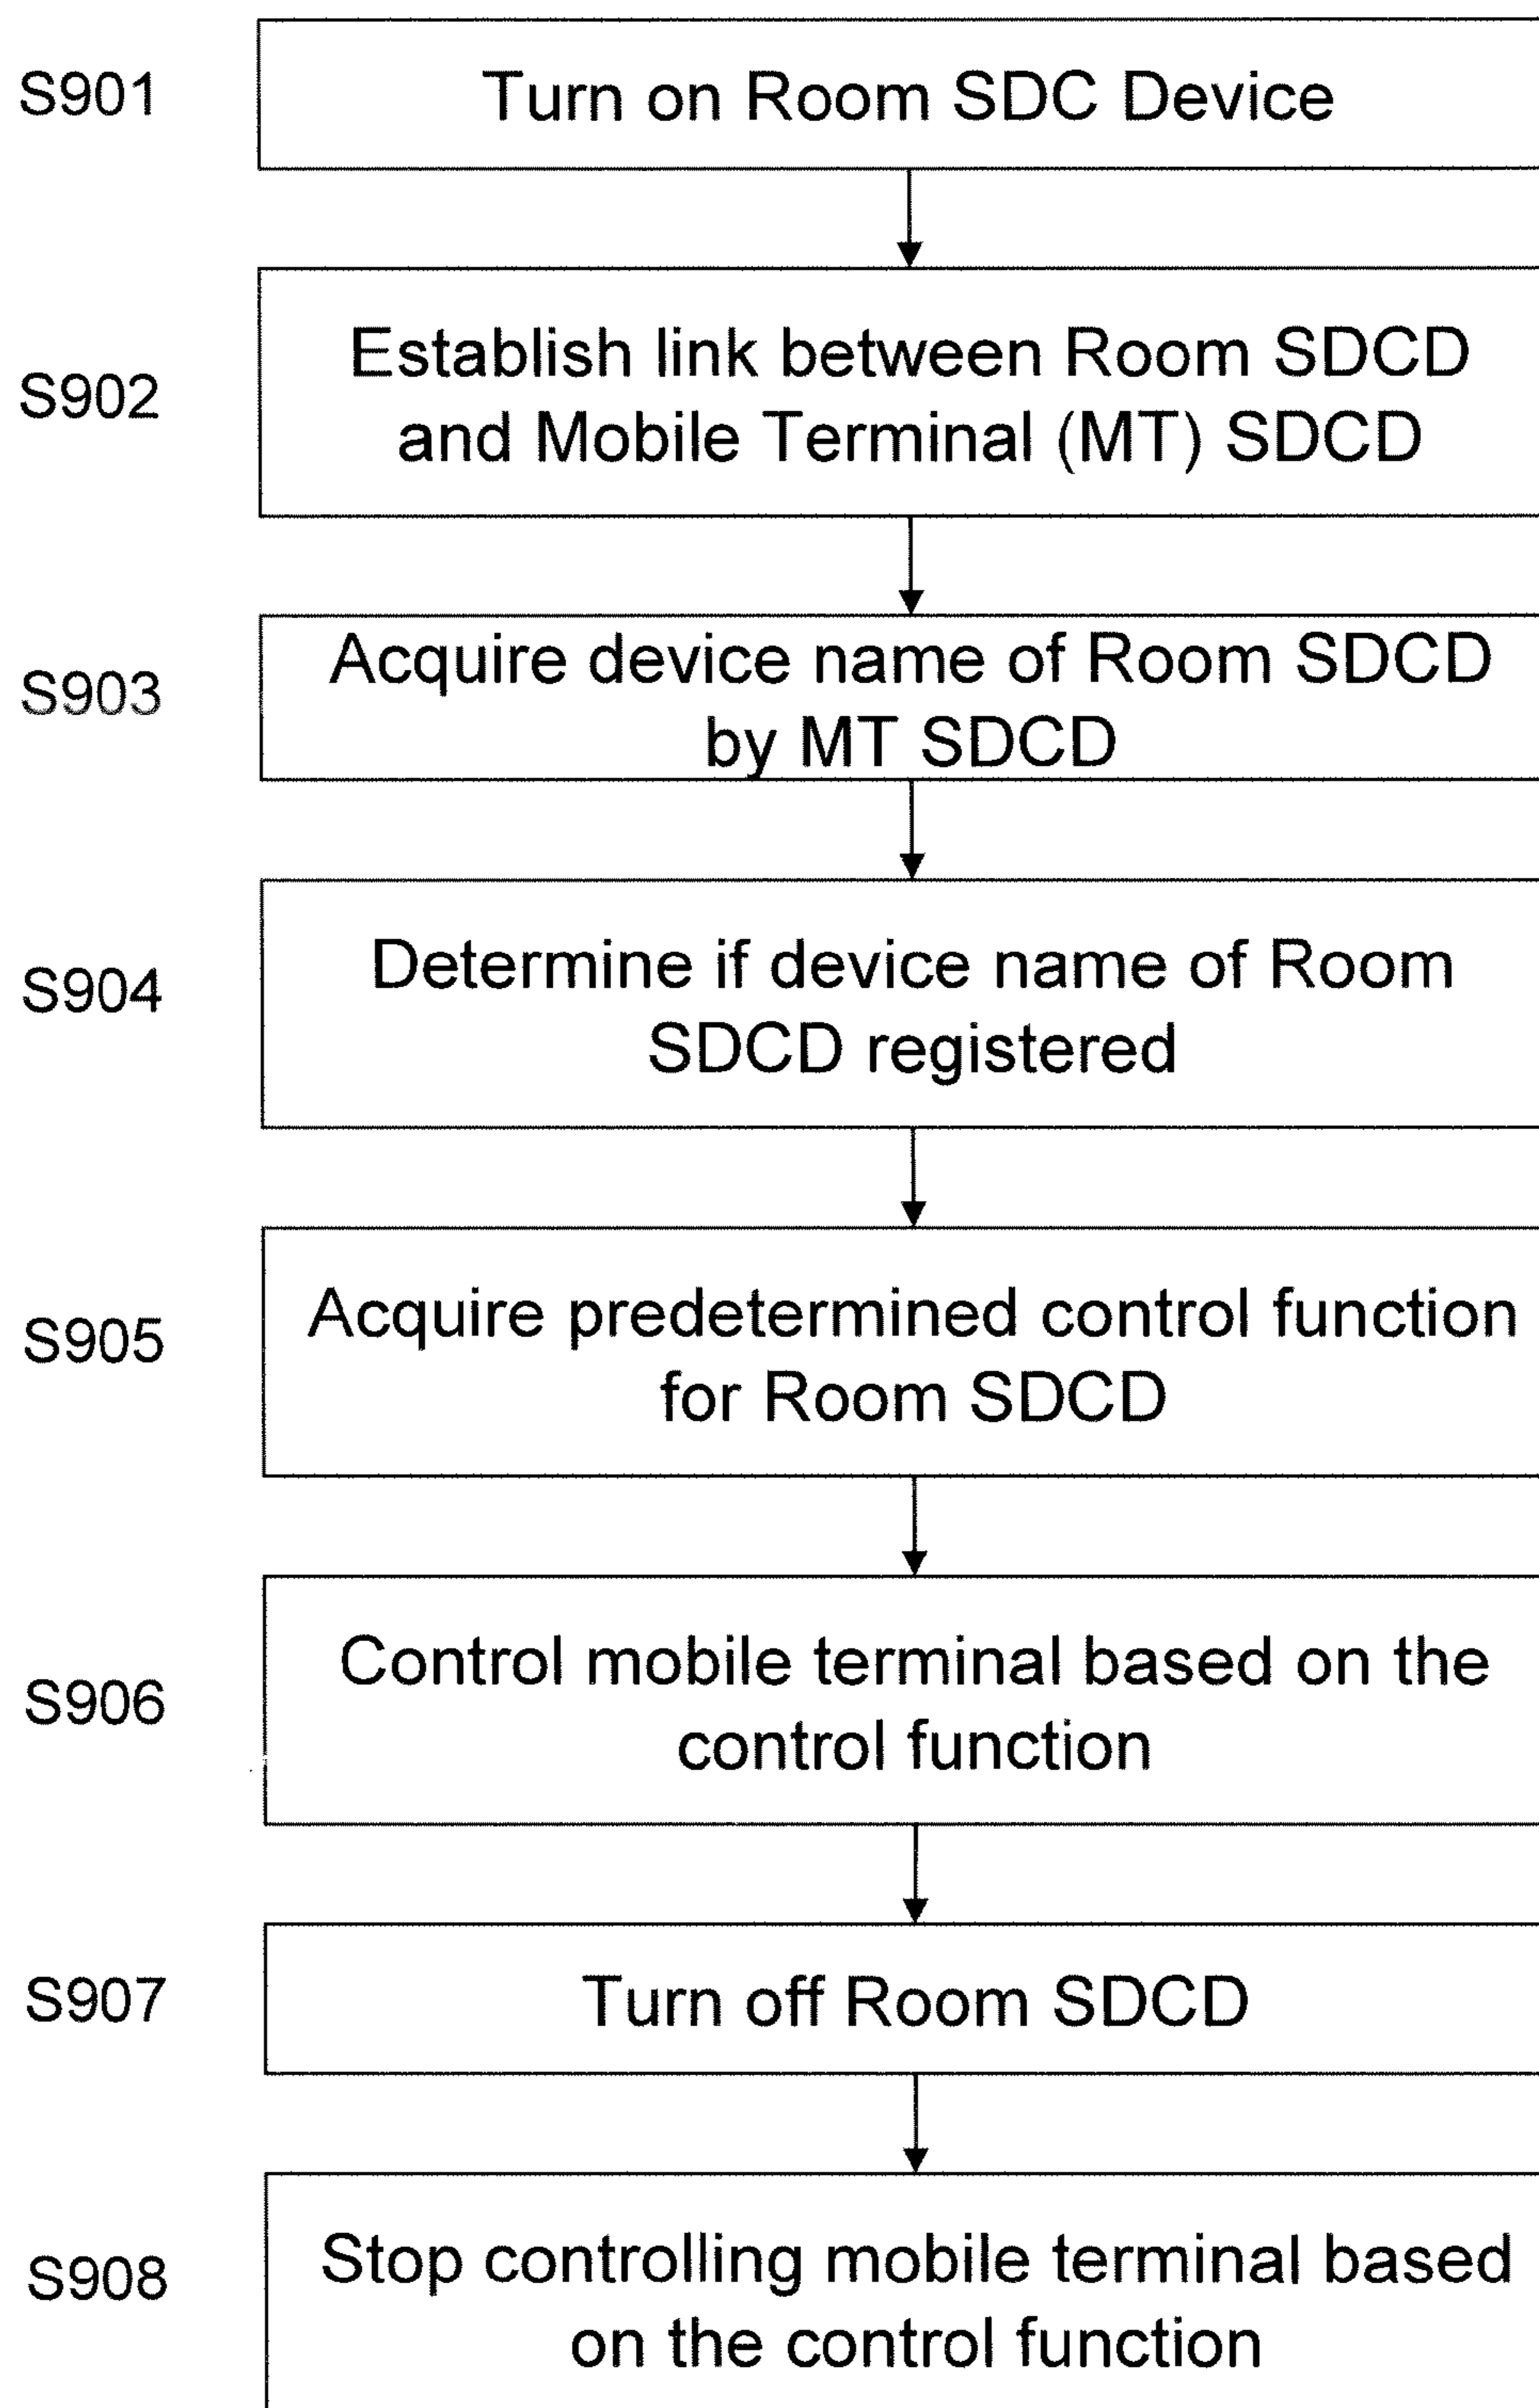 S901
Turn on Room SDC Device
S902
Establish link between Room SDCD
and Mobile Terminal (MT) SDCD
S903
Acquire device name of Room SDCD
by MT SDCD
S904
Determine if device name of Room
SDCD registered
S905
Acquire predetermined control function
for Room SDCD
S906
Control mobile terminal based on the
control function
S907
Turn off Room SDCD
S908
Stop controlling mobile terminal based
on the control function